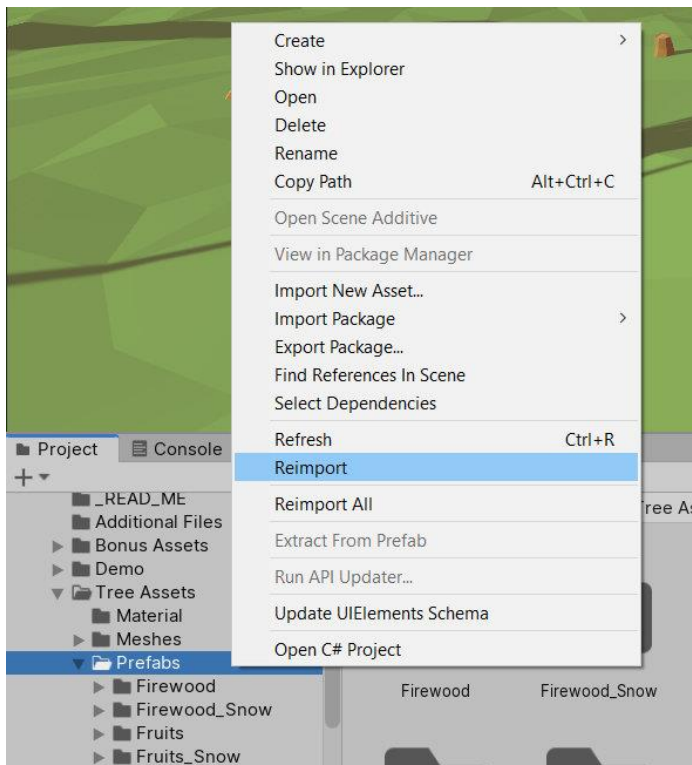 Create
Show in Explorer
Open
Delete
Rename
Copy Path Alt+Ctrl+C
Open Scene Additive
View in Package Manager
Import New Asset...
Import Package
Export Package...
Find References In Scene
Select Dependencies
Refresh Ctrl+R
Reimport
Reimport All
Extract From Prefab
Run API Updater...
Update UIElements Schema
Open C# Project
Project Console
_READ_ME
Additional Files
Bonus Assets
Demo
Tree Assets
Material
Meshes
Prefabs
Firewood
Firewood_Snow
Fruits
Fruits_Snow
Firewood Firewood_Snow